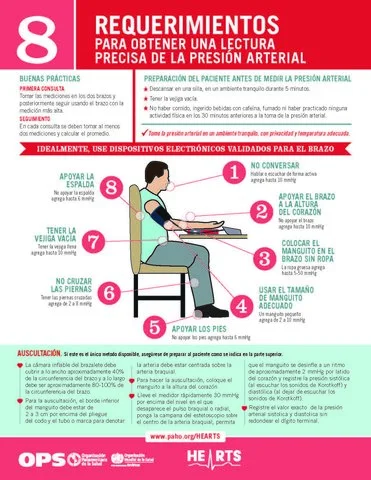 8
REQUERIMIENTOS
PARA OBTENER UNA LECTURA
PRECISA DE LA PRESIÓN ARTERIAL
BUENAS PRÁCTICAS
PRIMERA CONSULTA
Tomar las mediciones en los dos brazos y
posteriormente seguir usando el brazo con la
medición más alta.
SEGUIMIENTO
En cada consulta se deben tomar al menos
dos mediciones y calcular el promedio.
PREPARACIÓN DEL PACIENTE ANTES DE MEDIR LA PRESIÓN ARTERIAL
Descansar en una silla, en un ambiente tranquilo durante 5 minutos.
Tener la vejiga vacía.
No haber comido, ingerido bebidas con cafeína, fumado ni haber practicado ninguna
actividad física en los 30 minutos anteriores a la toma de la presión arterial.
✓ Tome la presión arterial en un ambiente tranquilo, con privacidad y temperatura adecuada.
IDEALMENTE, USE DISPOSITIVOS ELECTRÓNICOS VALIDADOS PARA EL BRAZO
1
NO CONVERSAR
Hablar o escuchar de forma activa
agrega hasta 10 mmHg
2
APOYAR EL BRAZO
A LA ALTURA
DEL CORAZÓN
No apoyar el brazo
agrega hasta 10 mmHg
3
COLOCAR EL
MANGUITO EN EL
BRAZO SIN ROPA
La ropa gruesa agrega
hasta 5-50 mmHg
4
USAR EL TAMAÑO
DE MANGUITO
ADECUADO
Un manguito pequeño
agrega de 2 a 10 mmHg
5
APOYAR LOS PIES
No apoyar los pies agrega hasta 6 mmHg
6
NO CRUZAR
LAS PIERNAS
Tener las piernas cruzadas
agrega de 2 a 8 mmHg
7
TENER LA
VEJIGA VACÍA
Tener la vejiga llena
agrega hasta 10 mmHg
8
APOYAR LA
ESPALDA
No apoyar la espalda
agrega hasta 6 mmHg
AUSCULTACIÓN. Si este es el único método disponible, asegúrese de preparar al paciente como se indica en la parte superior.
La cámara inflable del brazalete debe
cubrir a lo ancho aproximadamente 40%
de la circunferencia del brazo y a lo largo
debe ser aproximadamente 80-100% de
la circunferencia del brazo
Para la auscultación, el borde inferior
del manguito debe estar de
2 a 3 cm por encima del pliegue
del codo y el tubo o marca para denotar
la arteria debe estar centrada sobre la
arteria braquial.
Para hacer la auscultación, coloque el
manguito a la altura del corazón
Lleve el medidor rápidamente 30 mmHg
por encima del nivel en el que
desaparece el pulso braquial o radial,
ponga la campana del estetoscopio sobre
el centro de la arteria braquial, permita
que el manguito se desinfle a un ritmo
de aproximadamente 2 mmHg por latido
del corazón y registre la presión sistólica
(al escuchar los sonidos de Korotkoff) y
diastólica (al dejar de escuchar los
sonidos de Korotkoff).
Registre el valor exacto de la presión
arterial sistólica y diastólica sin
redondear el dígito terminal.
www.paho.org/HEARTS
OPS
Organización
Panamericana
de la Salud
Organización
Mundial de la Salud
HEARTS